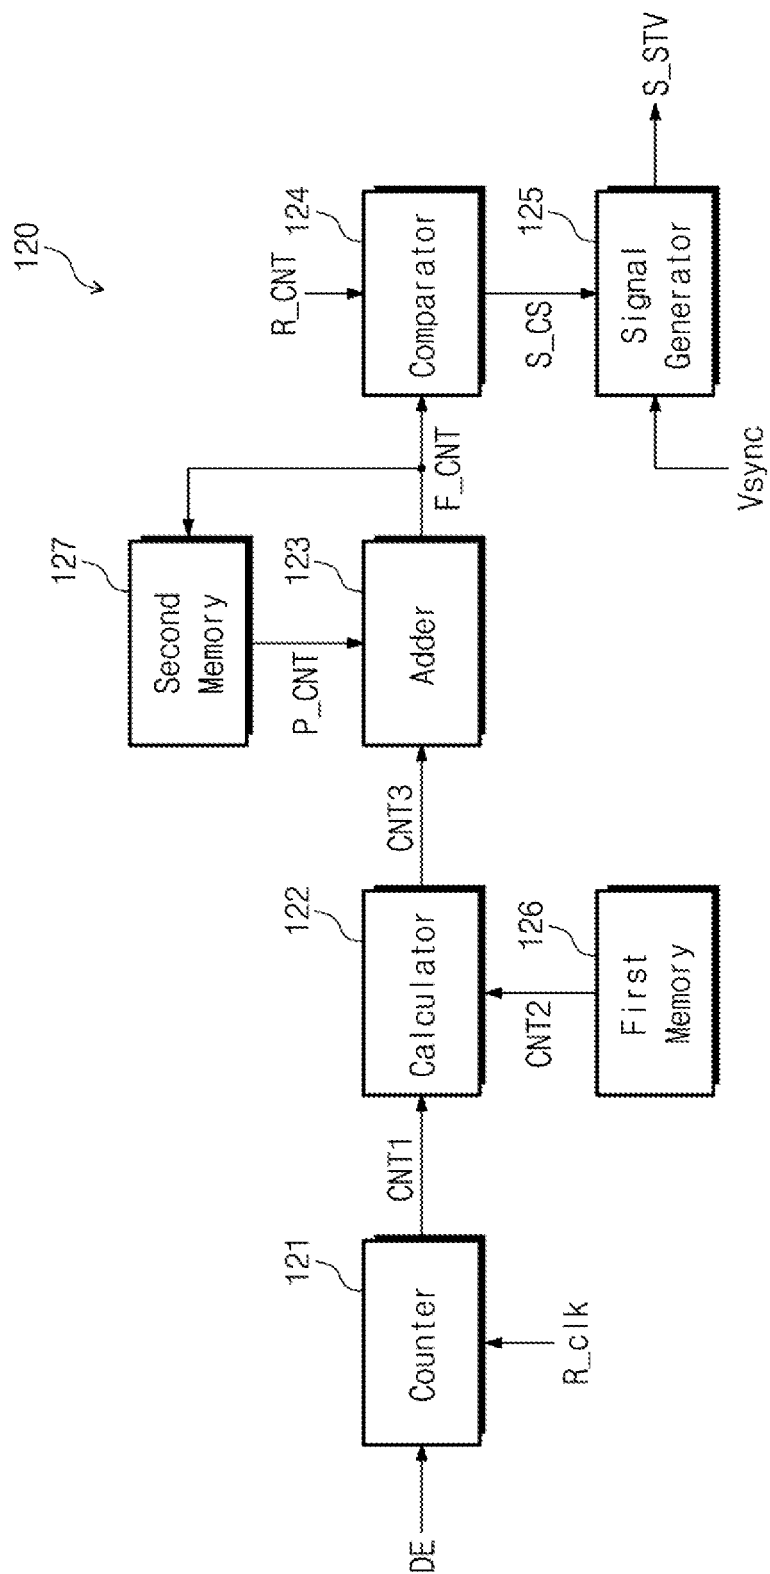 120
127
Second
Memory
P_CNT
R_CNT
DE
121
Counter
R_clk
CNT1
122
Calculator
CNT2
126
First
Memory
CNT3
123
Adder
F_CNT
124
Comparator
S_CS
125
Signal
Generator
Vsync
S_STV